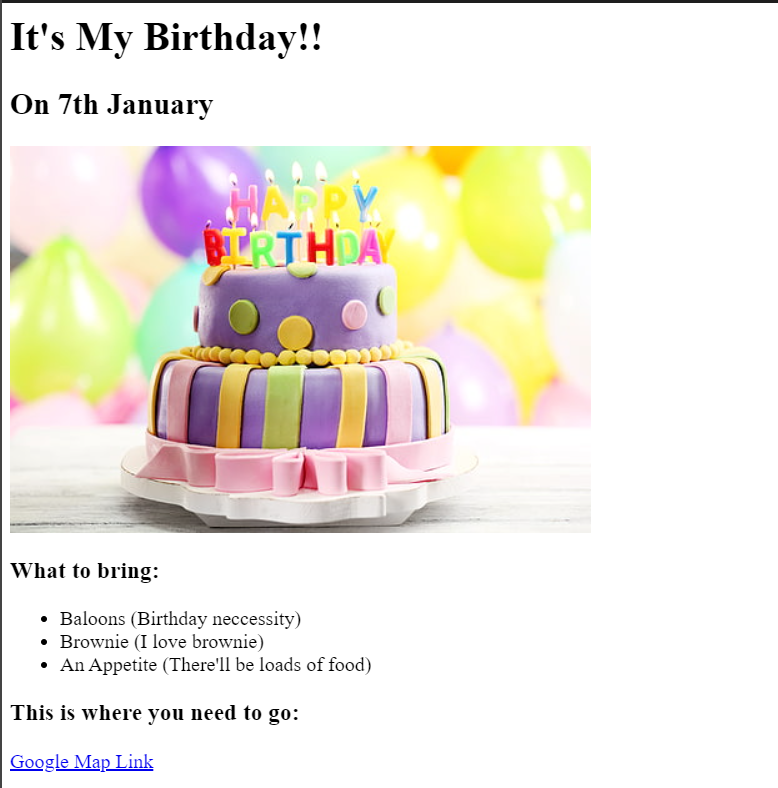 It's My Birthday!!
On 7th January
HAPPY
BIRTHDAY
What to bring:
Baloons (Birthday neccessity)
Brownie (I love brownie)
An Appetite (There'll be loads of food)
This is where you need to go:
Google Map Link